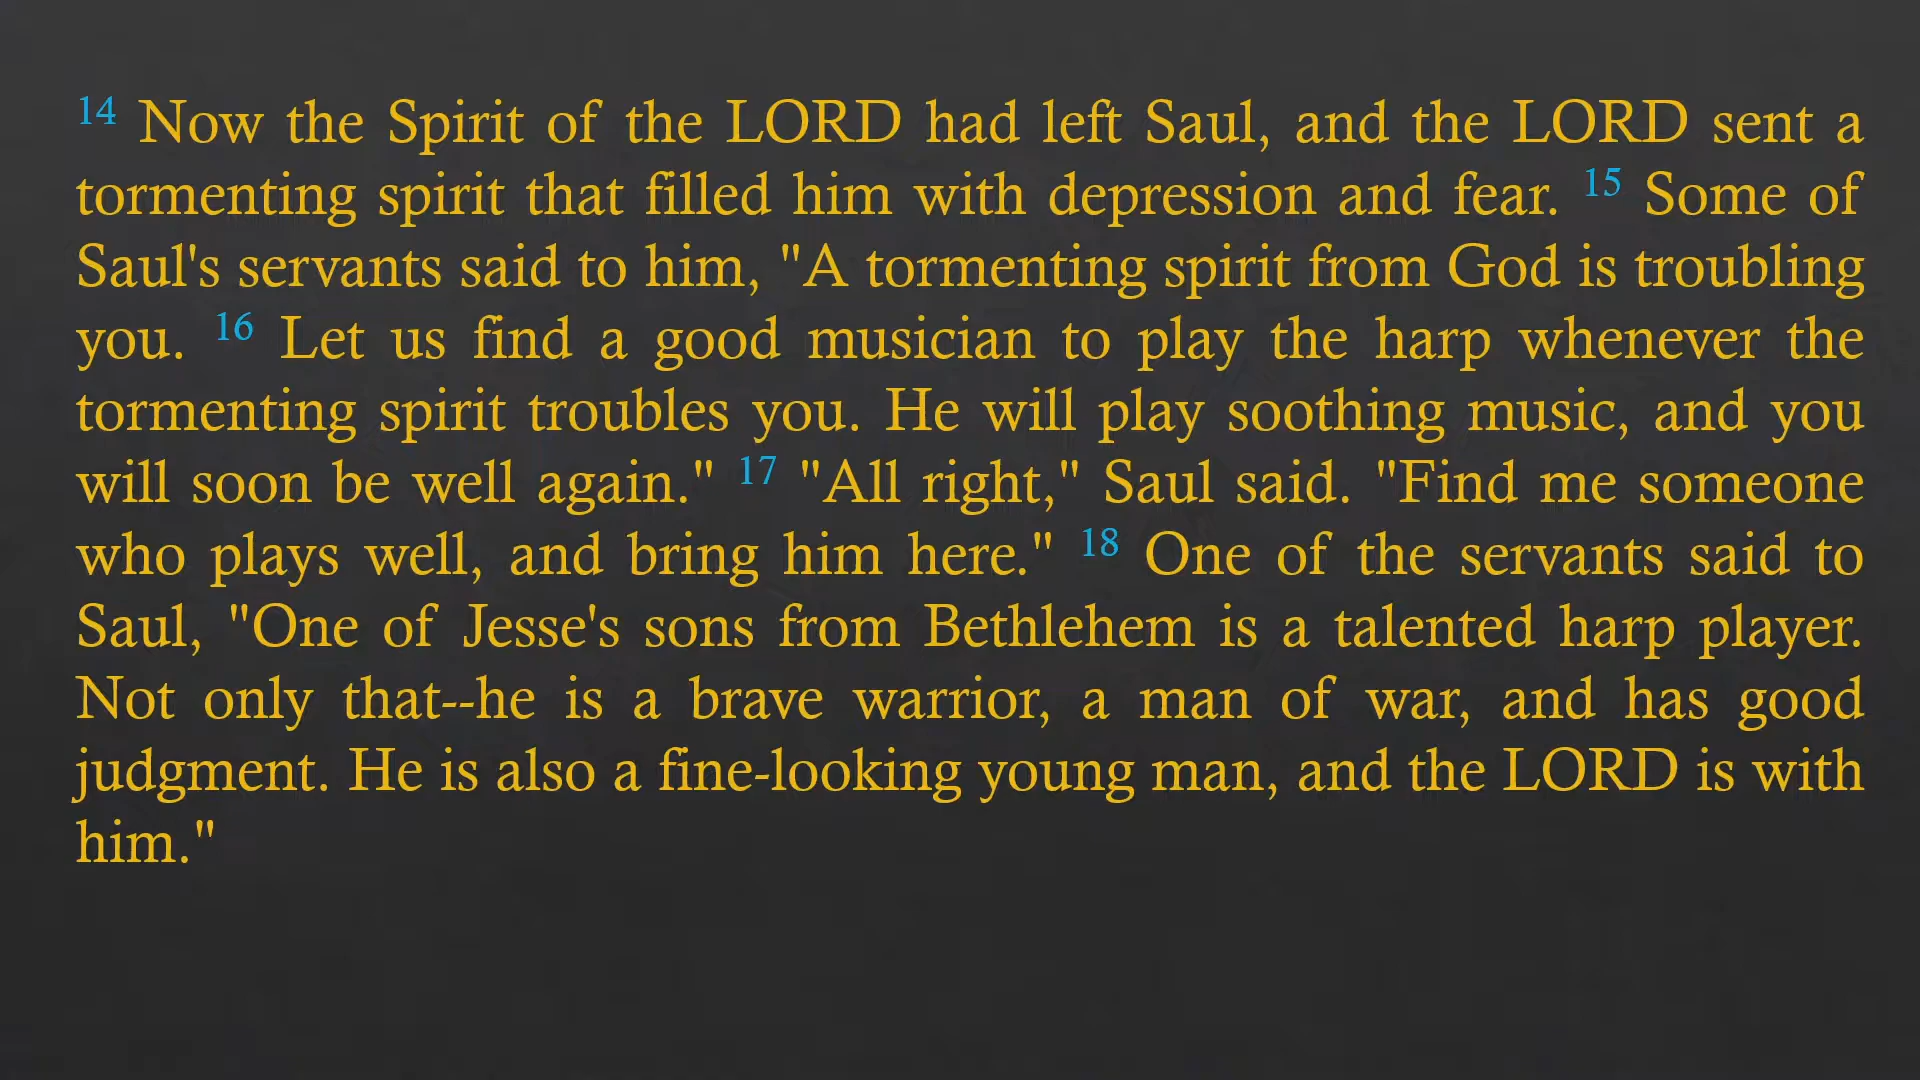 14 Now the Spirit of the LORD had left Saul, and the LORD sent a
tormenting spirit that filled him with depression and fear. 15 Some of
Saul's servants said to him, "A tormenting spirit from God is troubling
you. 16 Let us find a good musician to play the harp whenever the
tormenting spirit troubles you. He will play soothing music, and you
will soon be well again." 17 "All right," Saul said. "Find me someone
who plays well, and bring him here." 18 One of the servants said to
Saul, "One of Jesse's sons from Bethlehem is a talented harp player.
Not only that--he is a brave warrior, a man of war, and has good
judgment. He is also a fine-looking young man, and the LORD is with
him."